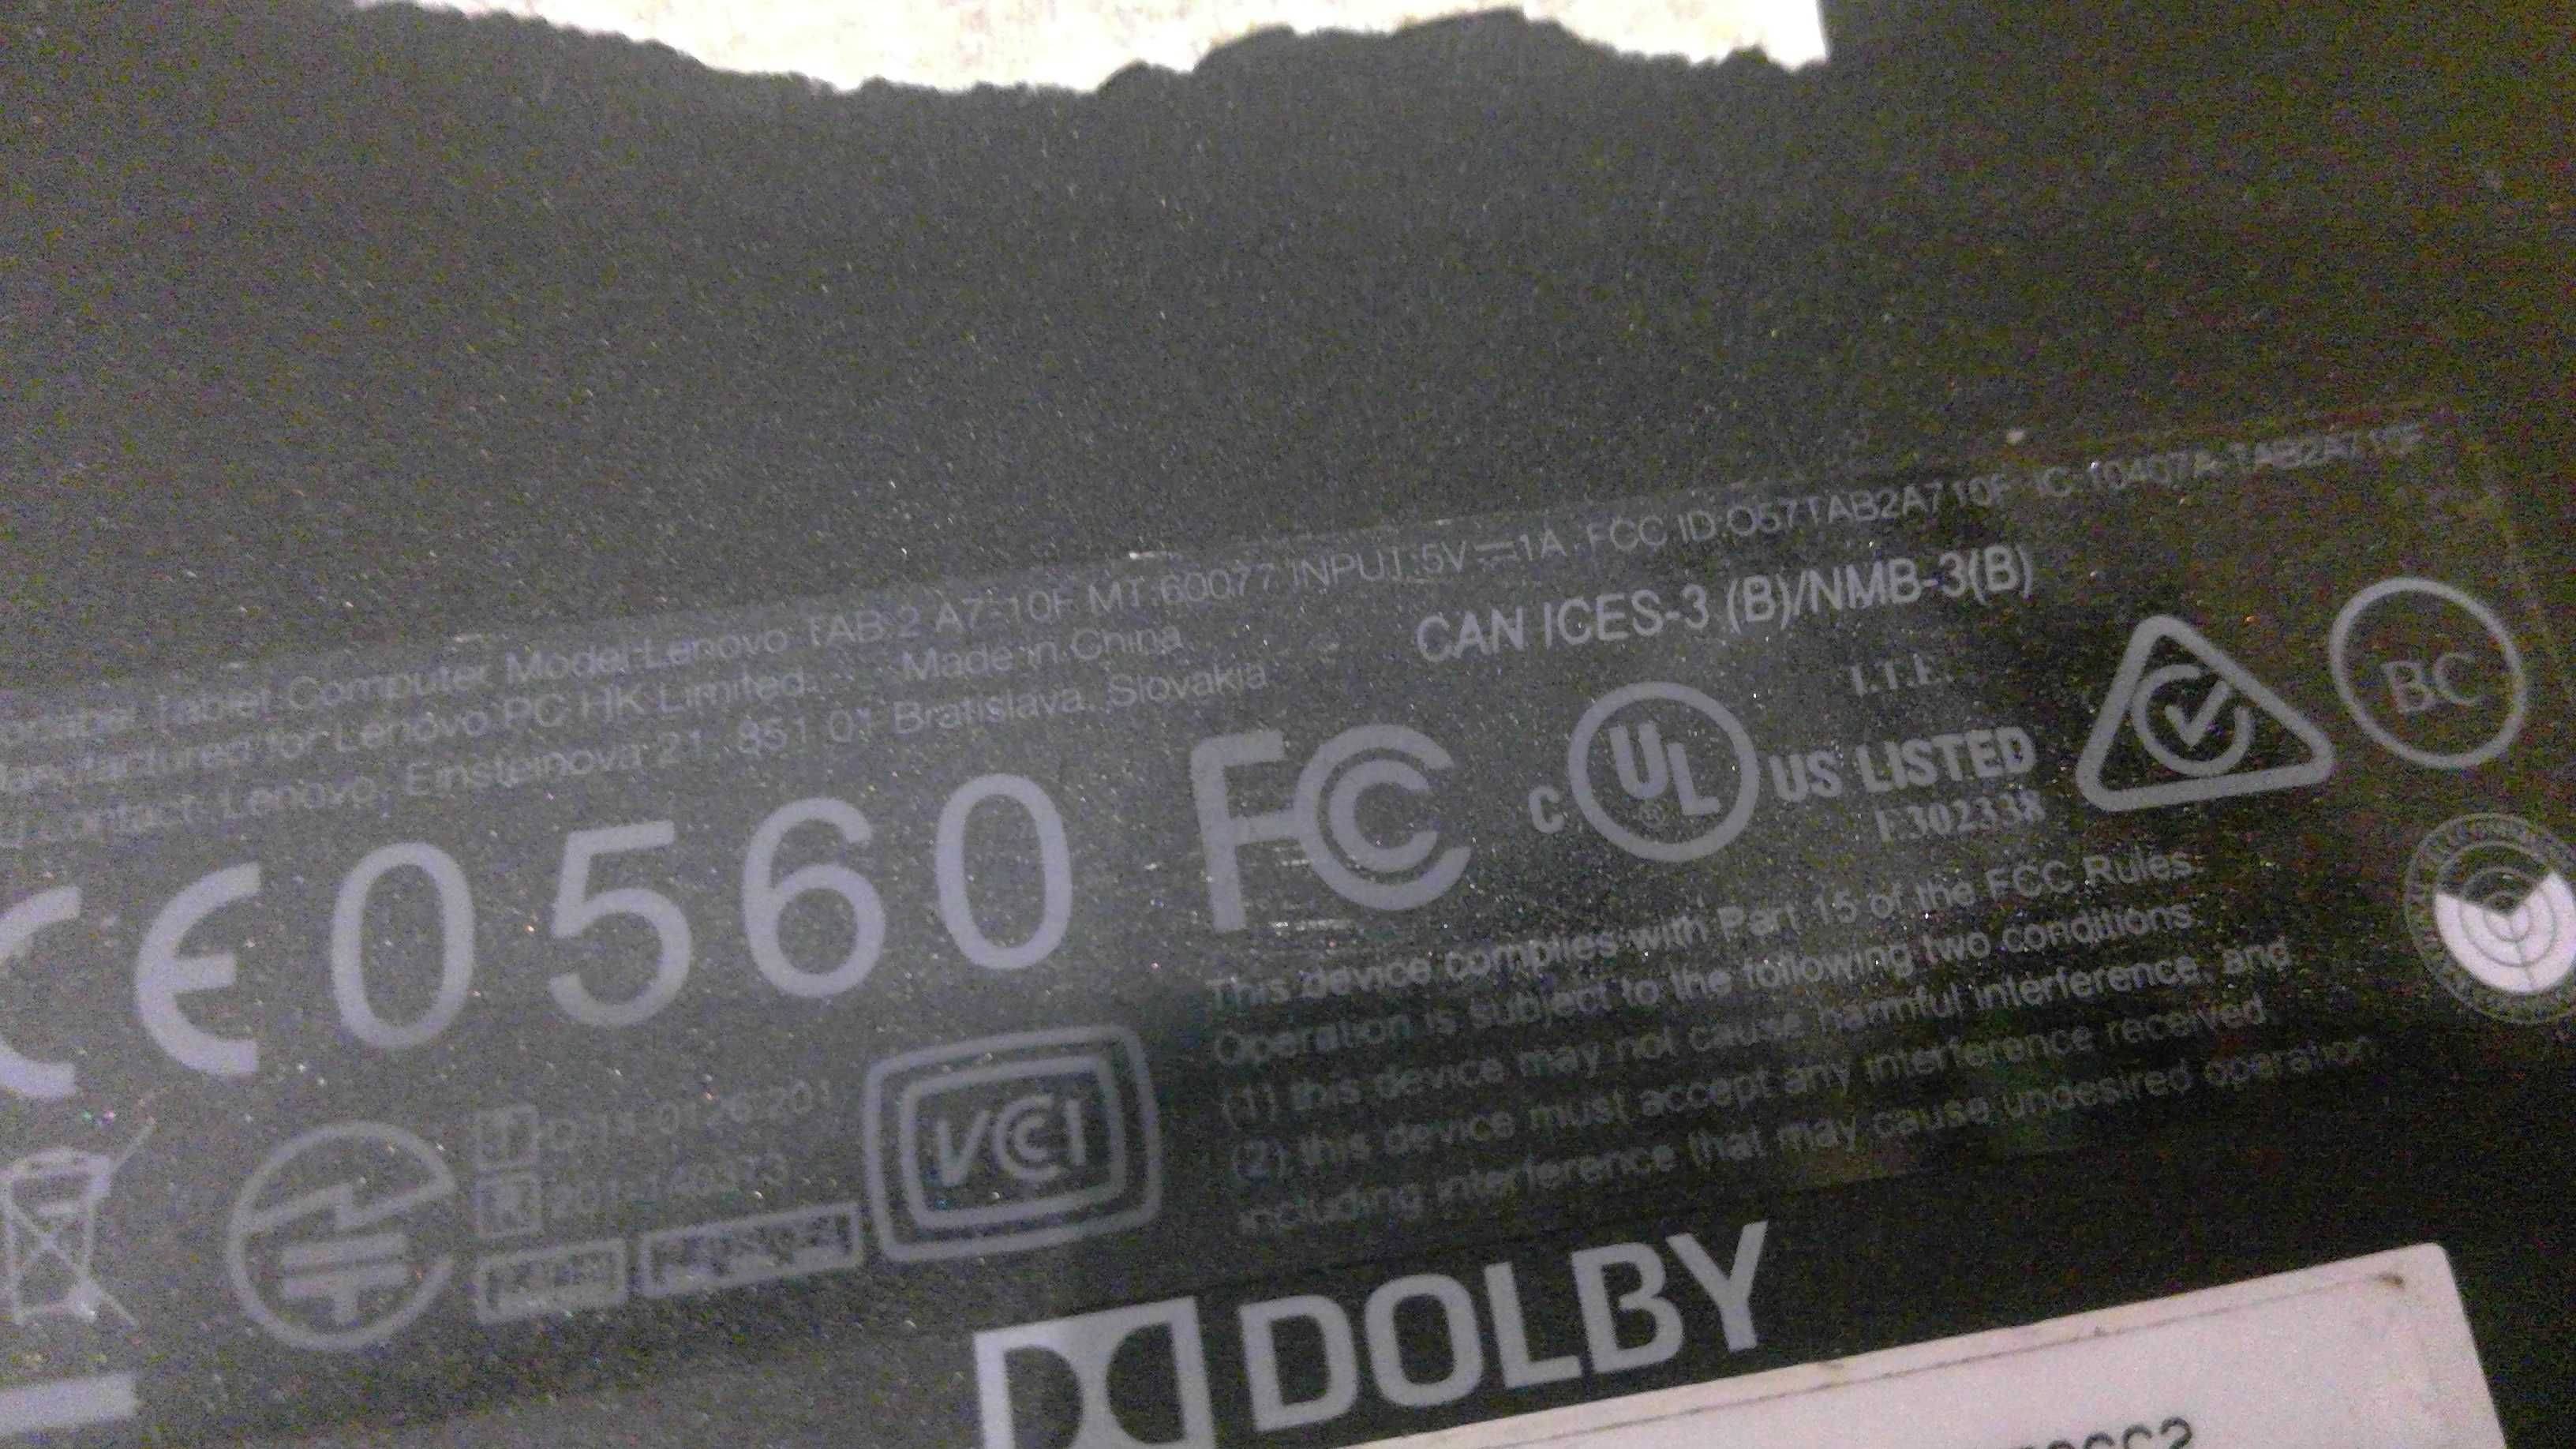 Tablet Computer Model:Lenovo TAB 2 A7-10F MT:60077 INPUT:5V⎓1A FCC ID:O57TAB2A710F IC:10407A-TAB2A710F
Manufactured for Lenovo PC HK Limited. Made in China
contact: Lenovo, Einsteinova 21, 851 01 Bratislava, Slovakia
CAN ICES-3 (B)/NMB-3(B)
CE 0560 FC
I.T.E.
C UL US LISTED
E302338
BC
This device complies with Part 15 of the FCC Rules.
Operation is subject to the following two conditions:
(1) this device may not cause harmful interference, and
(2) this device must accept any interference received,
including interference that may cause undesired operation.
VCCI
DOLBY